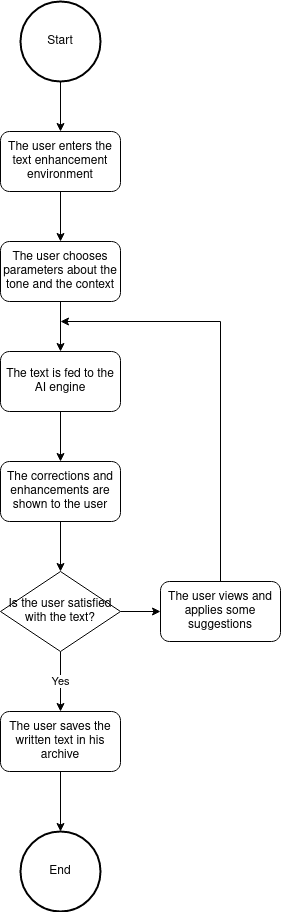 Start
The user enters the
text enhancement
environment
The user chooses
parameters about the
tone and the context
The text is fed to the
AI engine
The corrections and
enhancements are
shown to the user
Is the user satisfied
with the text?
The user views and
applies some
suggestions
Yes
The user saves the
written text in his
archive
End